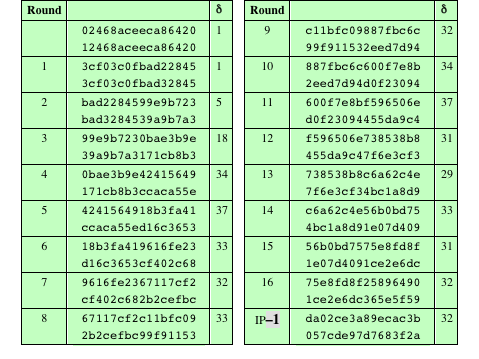 Round δ
02468aceeca86420 1
12468aceeca86420
1 3cf03c0fbad22845 1
3cf03c0fbad32845
2 bad2284599e9b723 5
bad3284539a9b7a3
3 99e9b7230bae3b9e 18
39a9b7a3171cb8b3
4 0bae3b9e42415649 34
171cb8b3ccaca55e
5 4241564918b3fa41 37
ccaca55ed16c3653
6 18b3fa419616fe23 33
d16c3653cf402c68
7 9616fe2367117cf2 32
cf402c682b2cefbc
8 67117cf2c11bfc09 33
2b2cefbc99f91153
Round δ
9 c11bfc09887fbc6c 32
99f911532eed7d94
10 887fbc6c600f7e8b 34
2eed7d94d0f23094
11 600f7e8bf596506e 37
d0f23094455da9c4
12 f596506e738538b8 31
455da9c47f6e3cf3
13 738538b8c6a62c4e 29
7f6e3cf34bc1a8d9
14 c6a62c4e56b0bd75 33
4bc1a8d91e07d409
15 56b0bd7575e8fd8f 31
1e07d4091ce2e6dc
16 75e8fd8f25896490 32
1ce2e6dc365e5f59
IP–1 da02ce3a89ecac3b 32
057cde97d7683f2a